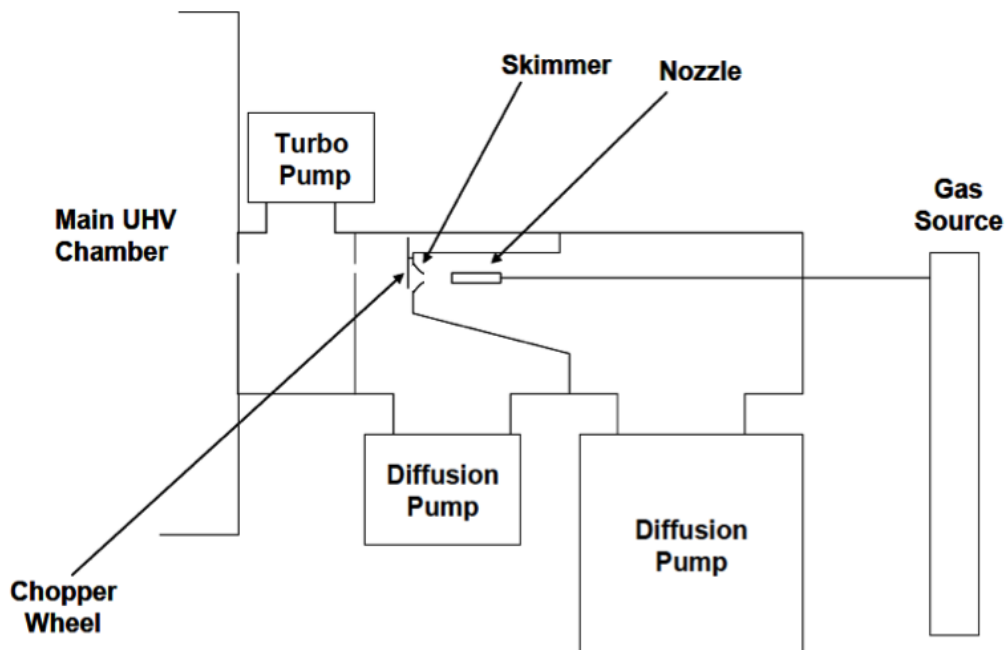 Skimmer
Nozzle
Turbo
Pump
Gas
Source
Main UHV
Chamber
Diffusion
Pump
Diffusion
Pump
Chopper
Wheel